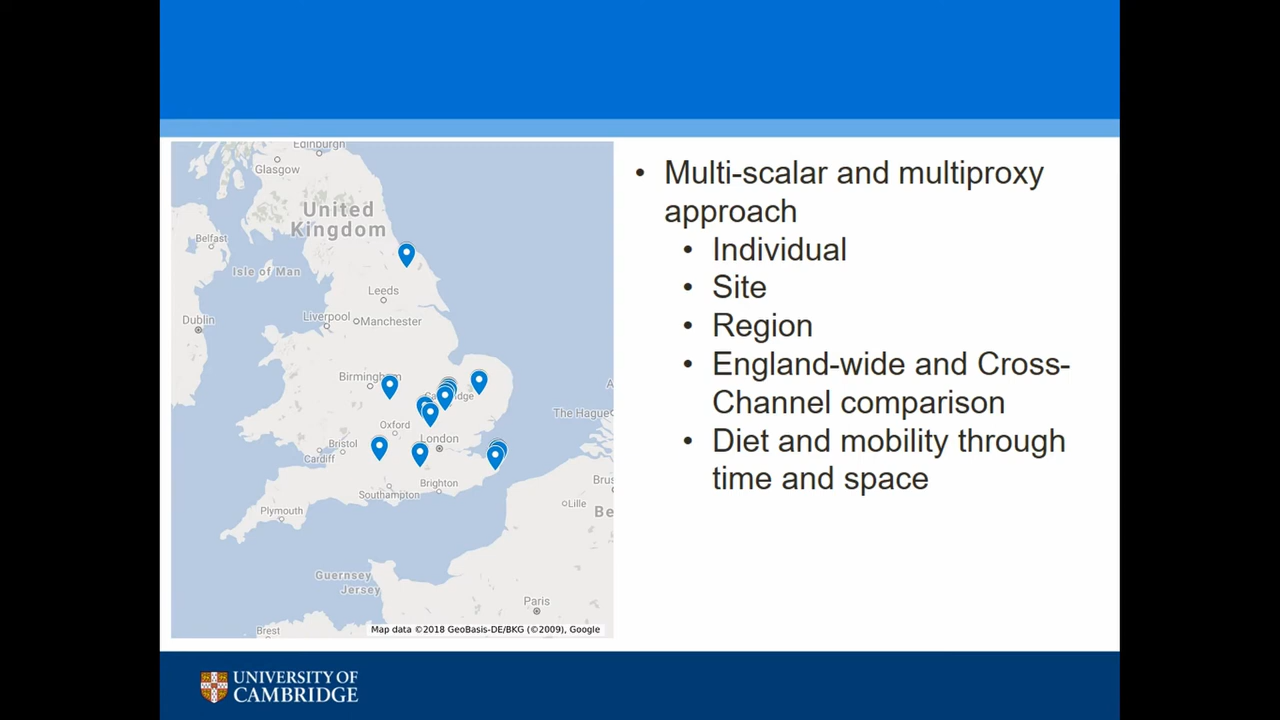 Edinburgh
Glasgow
United
Kingdom
Belfast
Isle of Man
Leeds
Dublin
Liverpool
Manchester
Birmingham
Oxford
Bristol
London
Cardiff
The Hague
Brighton
Southampton
Plymouth
Lille
Guernsey
Jersey
Paris
Brest
Map data ©2018 GeoBasis-DE/BKG (©2009), Google
• Multi-scalar and multiproxy
approach
• Individual
• Site
• Region
• England-wide and Cross-
Channel comparison
• Diet and mobility through
time and space
UNIVERSITY OF
CAMBRIDGE